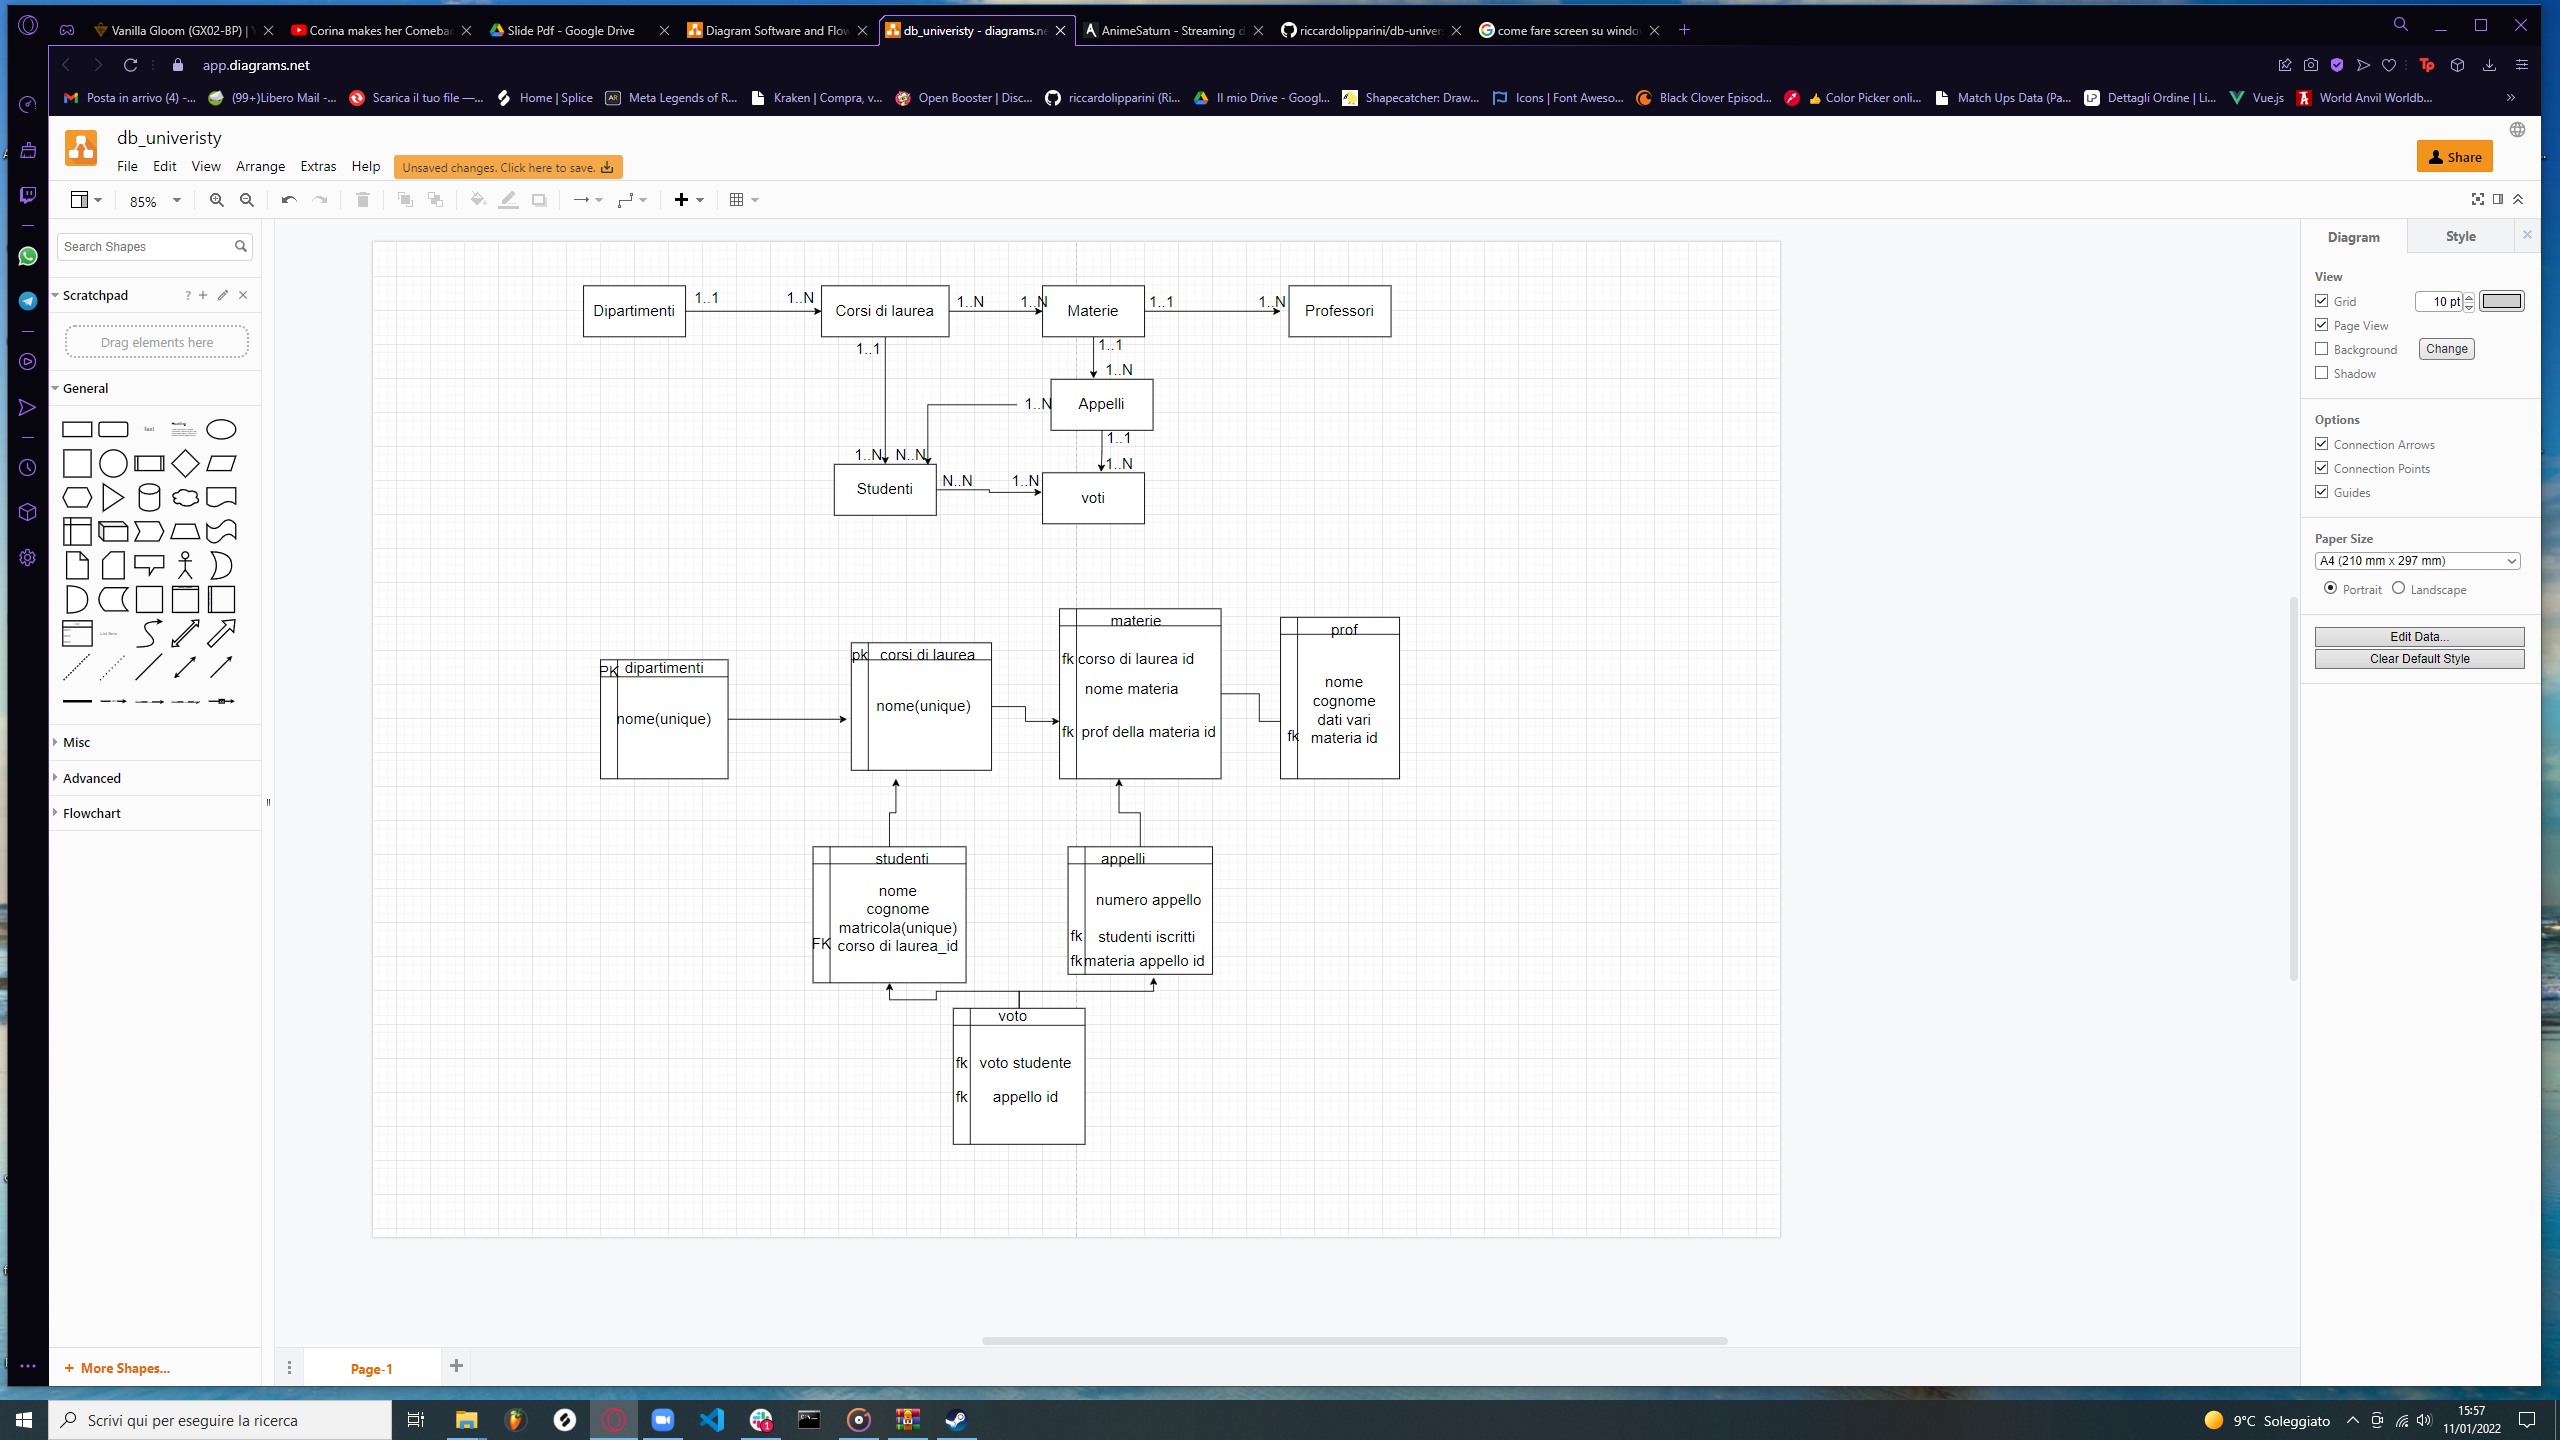 Vanilla Gloom (GX02-BP) |
Corina makes her Comeba
Slide Pdf - Google Drive
Diagram Software and Flow
db_univeristy - diagrams.ne
AnimeSaturn - Streaming d
riccardolipparini/db-univer
come fare screen su windo
app.diagrams.net
Posta in arrivo (4) -...
(99+)Libero Mail -...
Scarica il tuo file —...
Home | Splice
Meta Legends of R...
Kraken | Compra, v...
Open Booster | Disc...
riccardolipparini (Ri...
Il mio Drive - Googl...
Shapecatcher: Draw...
Icons | Font Aweso...
Black Clover Episod...
Color Picker onli...
Match Ups Data (Pa...
Dettagli Ordine | Li...
Vue.js
World Anvil Worldb...
db_univeristy
File Edit View Arrange Extras Help Unsaved changes. Click here to save.
Share
85%
Search Shapes
Scratchpad
Drag elements here
General
Misc
Advanced
Flowchart
More Shapes...
Dipartimenti 1..1 1..N Corsi di laurea 1..N 1..N Materie 1..1 1..N Professori
1..1 1..1
1..N
1..N Appelli
1..1
1..N N..N 1..N
Studenti N..N 1..N voti
materie
prof
pk corsi di laurea
fk corso di laurea id
PK dipartimenti
nome
nome materia
cognome
nome(unique)
nome(unique)
dati vari
fk prof della materia id
fk materia id
studenti
appelli
nome
numero appello
cognome
matricola(unique)
fk studenti iscritti
FK corso di laurea_id
fk materia appello id
voto
fk voto studente
fk appello id
Page-1
Diagram Style
View
Grid 10 pt
Page View
Background Change
Shadow
Options
Connection Arrows
Connection Points
Guides
Paper Size
A4 (210 mm x 297 mm)
Portrait Landscape
Edit Data...
Clear Default Style
Scrivi qui per eseguire la ricerca
9°C Soleggiato
15:57
11/01/2022